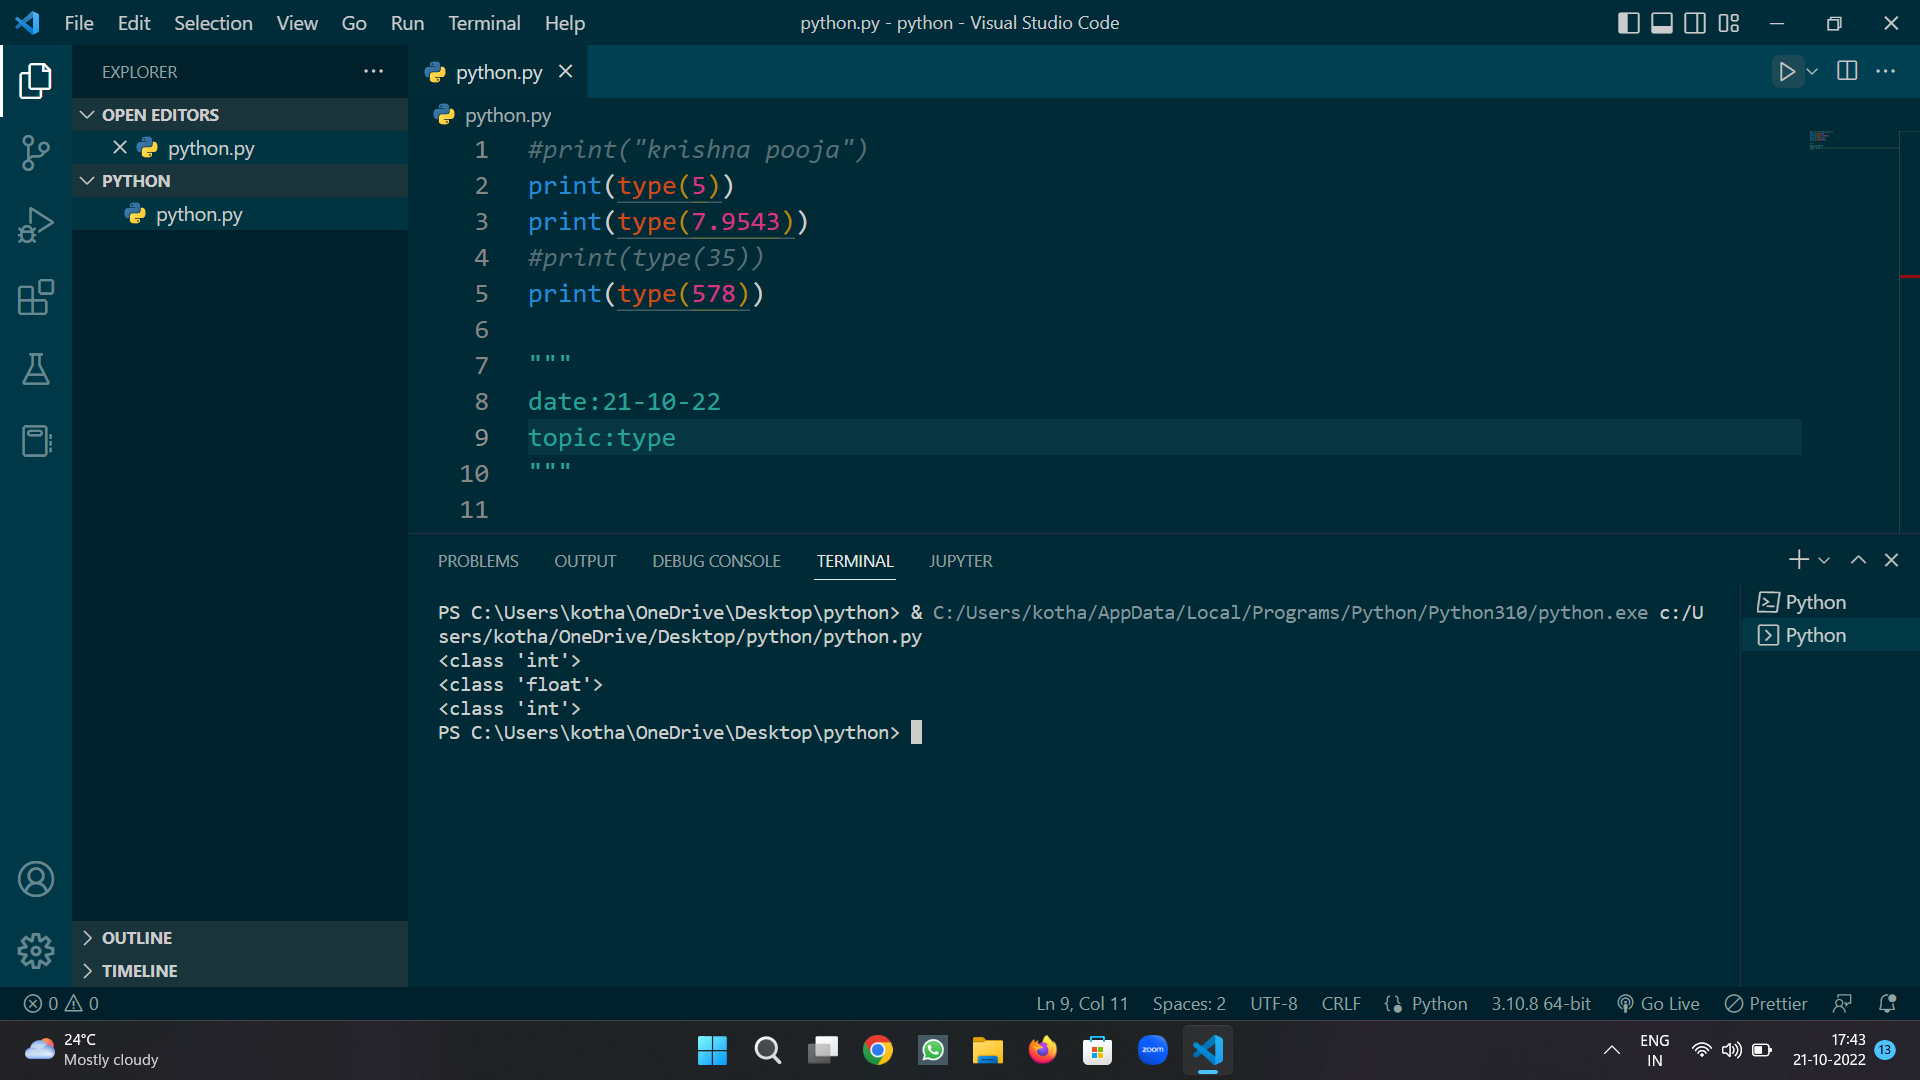 File Edit Selection View Go Run Terminal Help
python.py - python - Visual Studio Code
EXPLORER
OPEN EDITORS
python.py
PYTHON
python.py
OUTLINE
TIMELINE
python.py
python.py
1 #print("krishna pooja")
2 print(type(5))
3 print(type(7.9543))
4 #print(type(35))
5 print(type(578))
6
7 """
8 date:21-10-22
9 topic:type
10 """
11
PROBLEMS OUTPUT DEBUG CONSOLE TERMINAL JUPYTER
PS C:\Users\kotha\OneDrive\Desktop\python> & C:/Users/kotha/AppData/Local/Programs/Python/Python310/python.exe c:/U
sers/kotha/OneDrive/Desktop/python/python.py
<class 'int'>
<class 'float'>
<class 'int'>
PS C:\Users\kotha\OneDrive\Desktop\python>
Python
Python
0 0
Ln 9, Col 11 Spaces: 2 UTF-8 CRLF Python 3.10.8 64-bit Go Live Prettier
24°C
Mostly cloudy
zoom
ENG
IN
17:43
21-10-2022
13